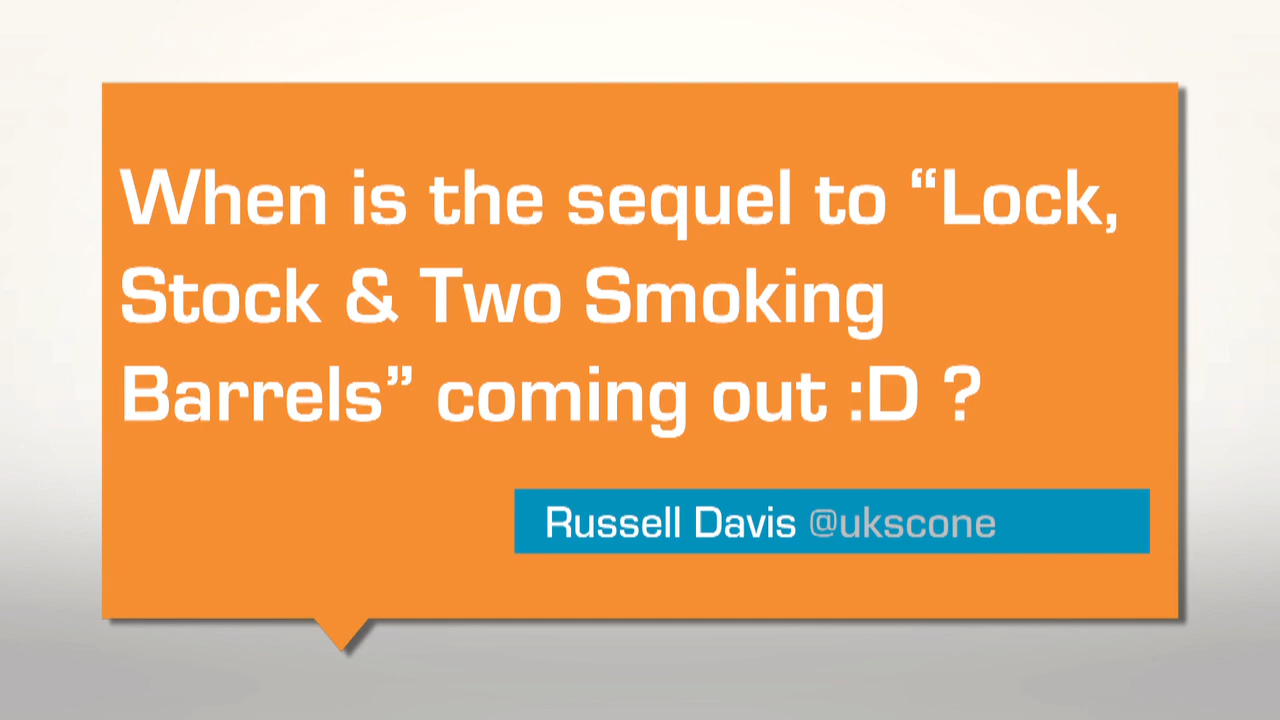 When is the sequel to “Lock,
Stock & Two Smoking
Barrels” coming out :D ?
Russell Davis @ukscone